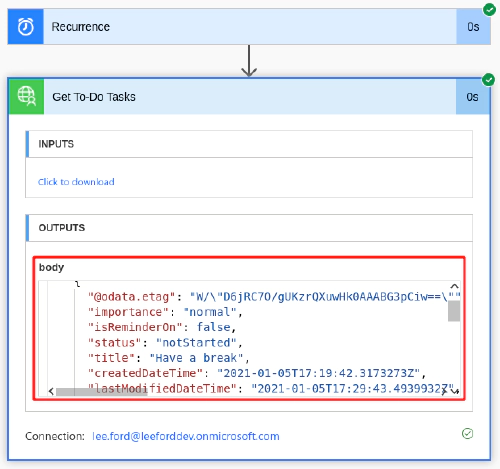 Recurrence
0s
Get To-Do Tasks
0s
INPUTS
Click to download
OUTPUTS
body
"@odata.etag": "W/\"D6jRC7O/gUKzrQXuwHk0AAABG3pCiw==\""
"importance": "normal",
"isReminderOn": false,
"status": "notStarted",
"title": "Have a break",
"createdDateTime": "2021-01-05T17:19:42.3173273Z",
"lastModifiedDateTime": "2021-01-05T17:29:43.4939932Z",
Connection: lee.ford@leeforddev.onmicrosoft.com